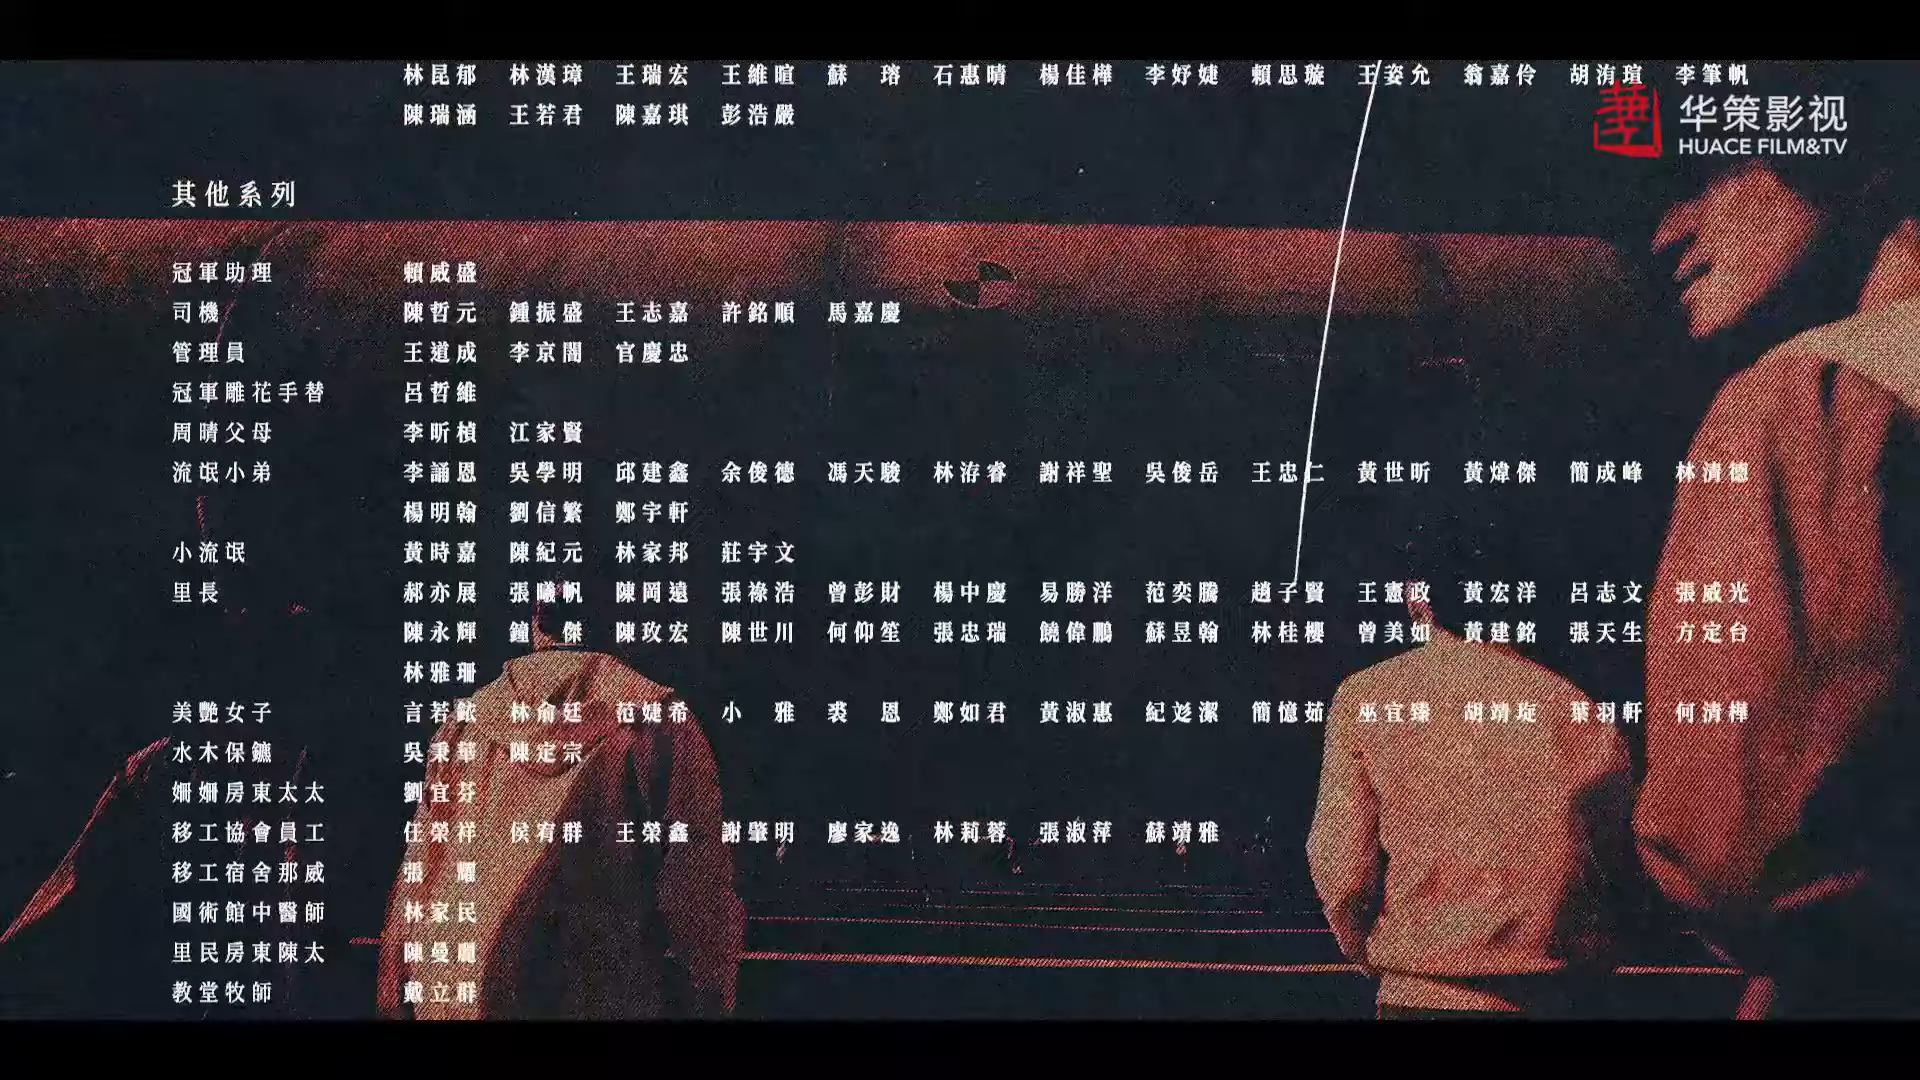 林昆郁 林漢璋 王瑞宏 王維暄 蘇 瑢 石惠晴 楊佳樺 李妤婕 賴思璇 王姿允 翁嘉伶 胡洧瑄 李筆帆
陳瑞涵 王若君 陳嘉琪 彭浩嚴
华策影视
HUACE FILM&TV
其他系列
冠軍助理 賴威盛
司機 陳哲元 鍾振盛 王志嘉 許銘順 馬嘉慶
管理員 王道成 李京閣 官慶忠
冠軍雕花手替 呂哲維
周晴父母 李昕楨 江家賢
流氓小弟 李誦恩 吳學明 邱建鑫 余俊德 馮天駿 林洊睿 謝祥聖 吳俊岳 王忠仁 黃世昕 黃煒傑 簡成峰 林清德
楊明翰 劉信繁 鄭宇軒
小流氓 黃時嘉 陳紀元 林家邦 莊宇文
里長 郝亦展 張曦帆 陳岡遠 張祿浩 曾彭財 楊中慶 易勝洋 范奕騰 趙子賢 王憲政 黃宏洋 呂志文 張威光
陳永輝 鐘 傑 陳玫宏 陳世川 何仰笙 張忠瑞 饒偉鵬 蘇昱翰 林桂櫻 曾美如 黃建銘 張天生 方定台
林雅珊
美艷女子 言若 林俞廷 范婕希 小 雅 裘 恩 鄭如君 黃淑惠 紀彣潔 簡憶茹 巫宜臻 胡靖琁 葉羽軒 何清樺
水木保鑣 吳秉華 陳定宗
姍姍房東太太 劉宜芬
移工協會員工 任榮祥 侯宥群 王榮鑫 謝肇明 廖家逸 林莉蓉 張淑萍 蘇靖雅
移工宿舍那威 張 耀
國術館中醫師 林家民
里民房東陳太 陳曼麗
教堂牧師 戴立群